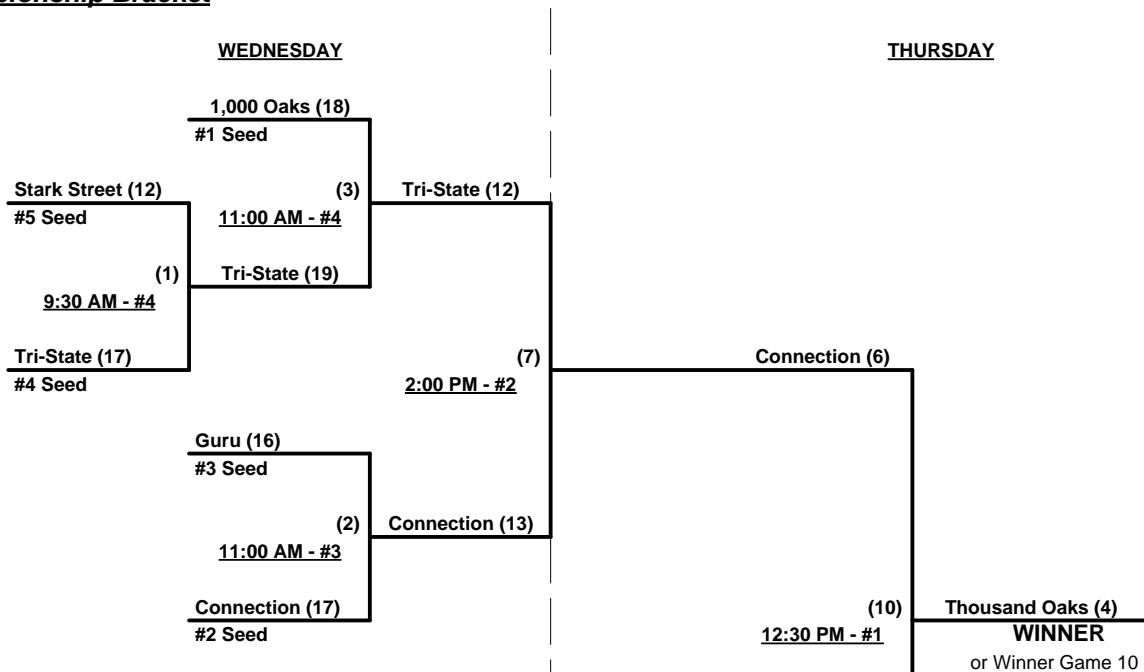 WEDNESDAY
THURSDAY
1,000 Oaks (18)
#1 Seed
Stark Street (12)
#5 Seed
(3)
11:00 AM - #4
Tri-State (12)
(1)
9:30 AM - #4
Tri-State (19)
Tri-State (17)
#4 Seed
(7)
2:00 PM - #2
Connection (6)
Guru (16)
#3 Seed
(2)
11:00 AM - #3
Connection (13)
Connection (17)
#2 Seed
(10)
12:30 PM - #1
Thousand Oaks (4)
WINNER
or Winner Game 10